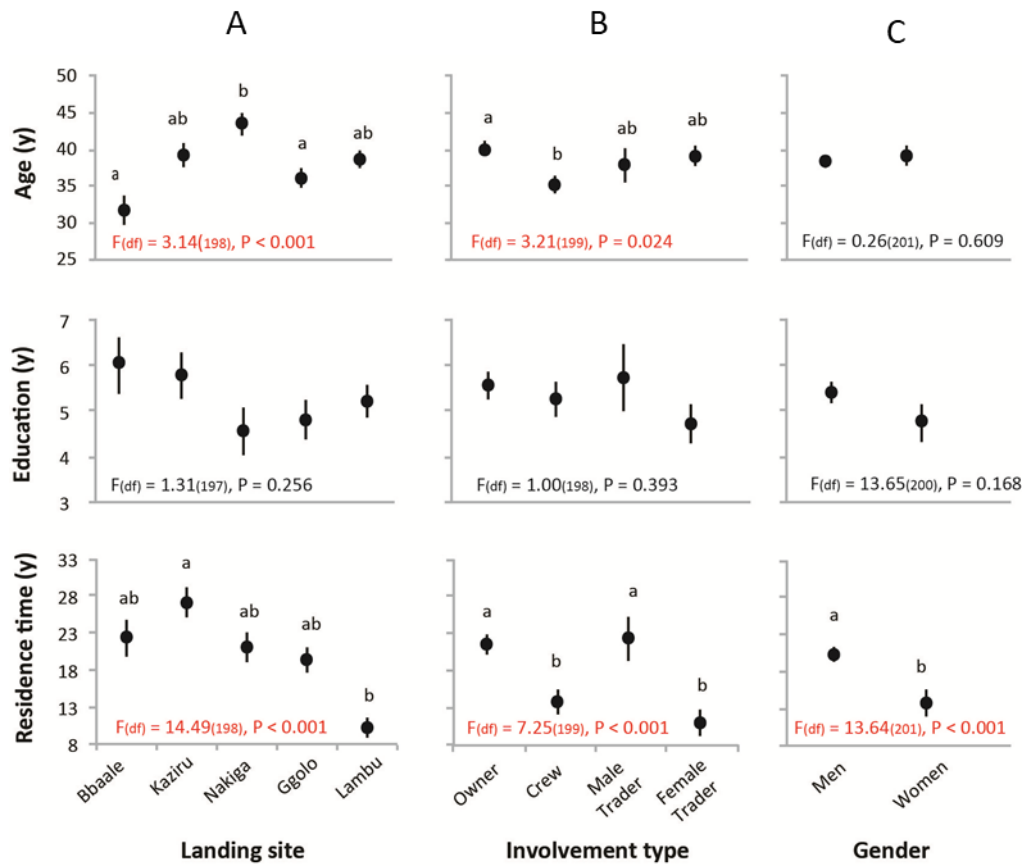 A B C
Age (y)
50
45
40
35
30
25
a ab b a ab
F(df) = 3.14(198), P < 0.001
a b ab ab
F(df) = 3.21(199), P = 0.024
F(df) = 0.26(201), P = 0.609
Education (y)
7
6
5
4
3
F(df) = 1.31(197), P = 0.256
F(df) = 1.00(198), P = 0.393
F(df) = 13.65(200), P = 0.168
Residence time (y)
33
28
23
18
13
8
ab a ab ab b
F(df) = 14.49(198), P < 0.001
a b a b
F(df) = 7.25(199), P < 0.001
a b
F(df) = 13.64(201), P < 0.001
Bbaale Kaziru Nakiga Ggolo Lambu
Owner Crew Male Trader Female Trader
Men Women
Landing site Involvement type Gender